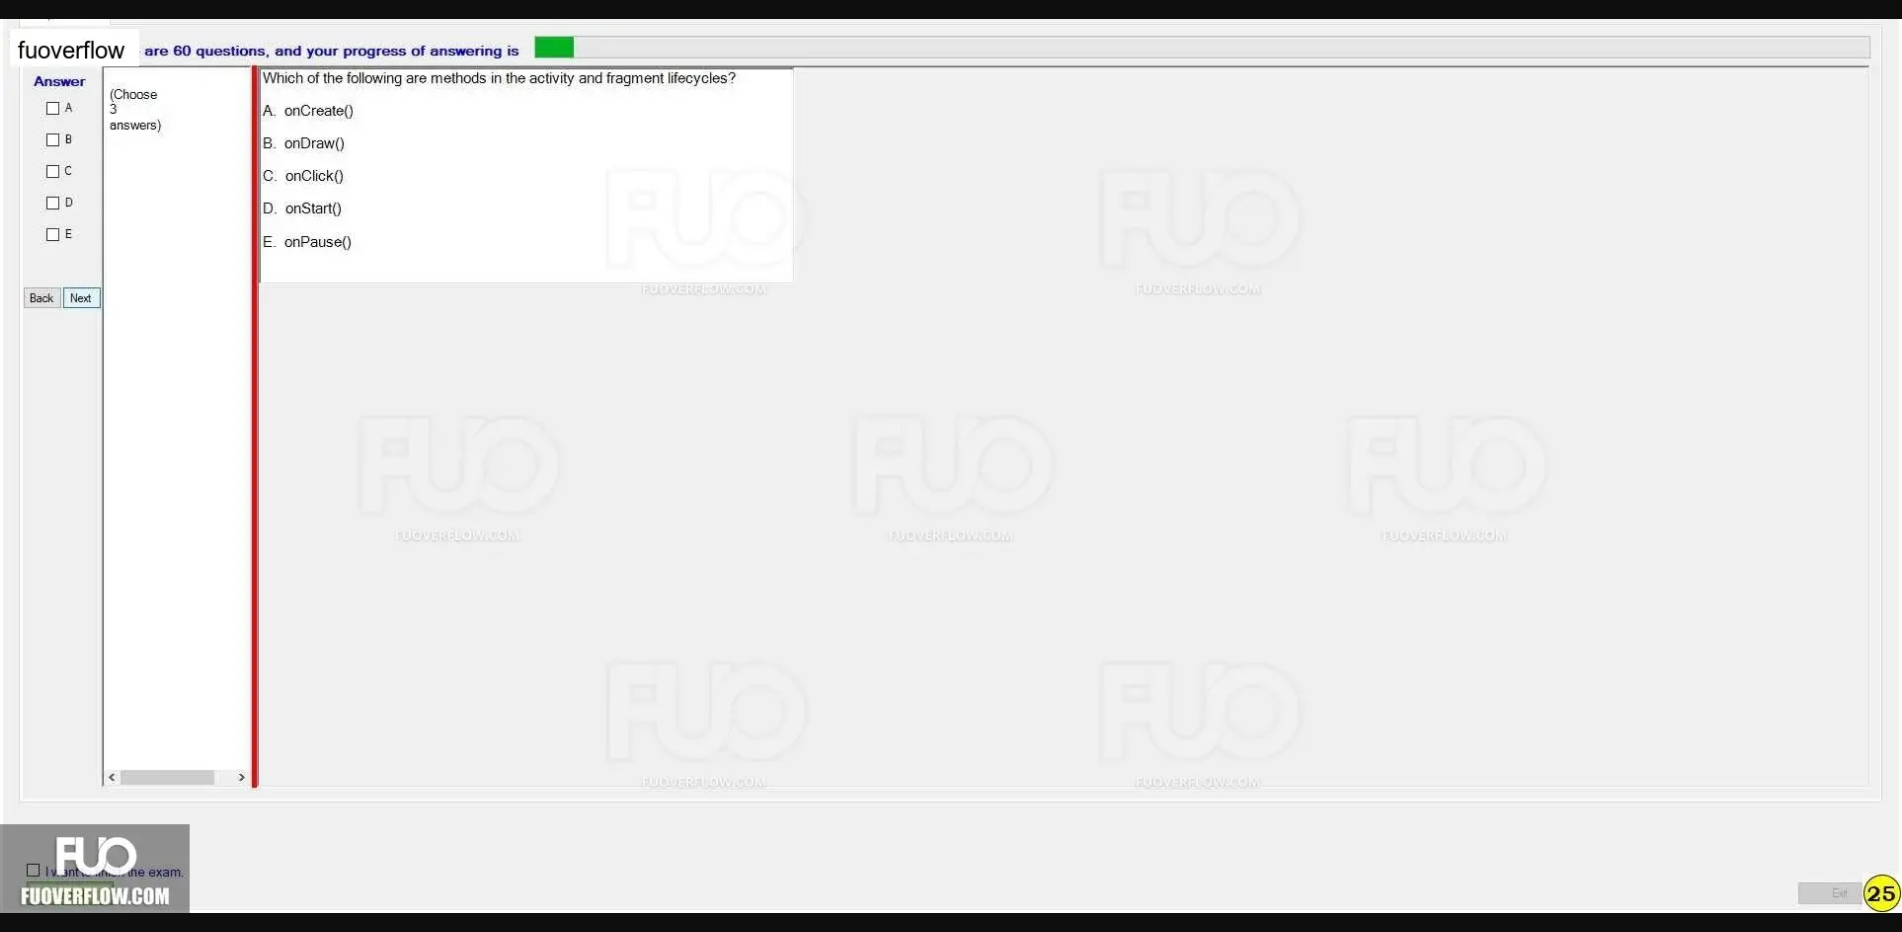 fuoverflow are 60 questions, and your progress of answering is
Answer
A
B
C
D
E
Back Next
(Choose
3
answers)
Which of the following are methods in the activity and fragment lifecycles?
A. onCreate()
B. onDraw()
C. onClick()
D. onStart()
E. onPause()
FUO
FUOVERFLOW.COM
FUO
FUOVERFLOW.COM
FUO
FUOVERFLOW.COM
FUO
FUOVERFLOW.COM
FUO
FUOVERFLOW.COM
FUO
FUOVERFLOW.COM
FUO
FUOVERFLOW.COM
FUO
I want the exam.
FUOVERFLOW.COM
Exit
25